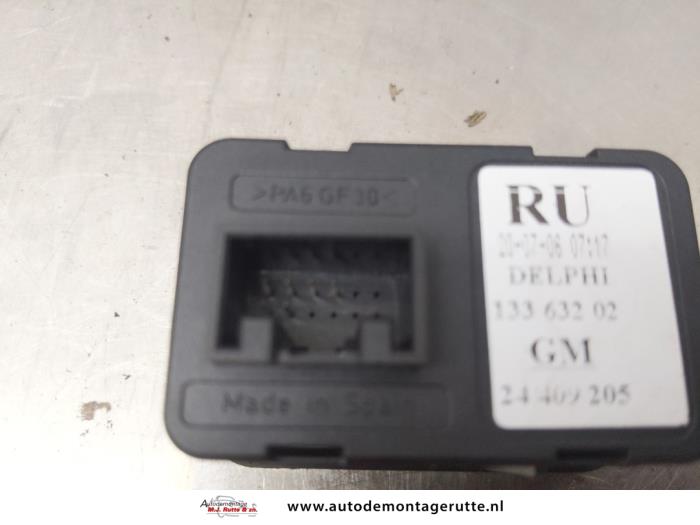 >PA6 GF30<
Made in Spain
RU
20-07-06 07:17
DELPHI
133 632 02
GM
24 409 205
Autodemontage
M.J. Rutte & zn.
www.autodemontagerutte.nl